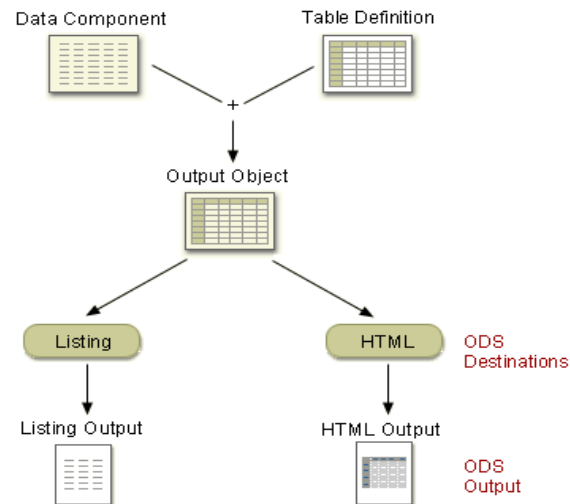 Data Component
Table Definition
+
Output Object
Listing
HTML
ODS
Destinations
Listing Output
HTML Output
ODS
Output